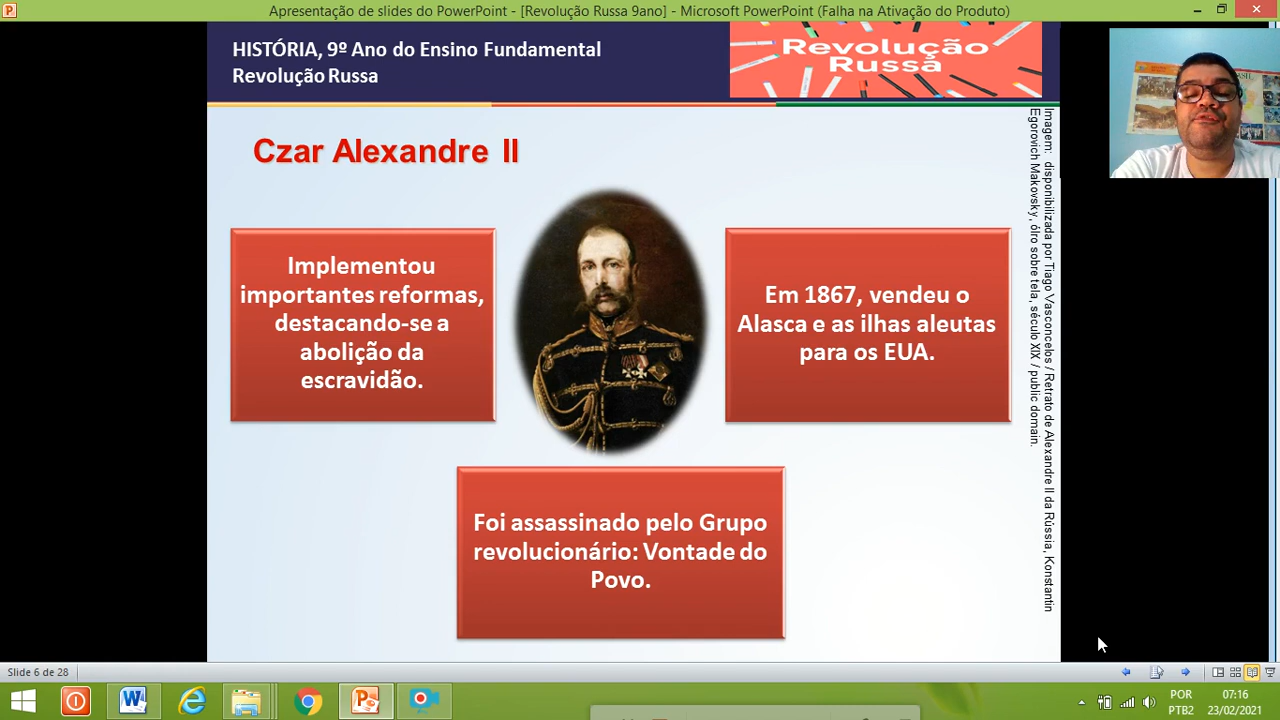 Apresentação de slides do PowerPoint - [Revolução Russa 9ano] - Microsoft PowerPoint (Falha na Ativação do Produto)
HISTÓRIA, 9º Ano do Ensino Fundamental
Revolução Russa
Revolução
Russa
Czar Alexandre II
Implementou
importantes reformas,
destacando-se a
abolição da
escravidão.
Em 1867, vendeu o
Alasca e as ilhas aleutas
para os EUA.
Foi assassinado pelo Grupo
revolucionário: Vontade do
Povo.
Imagem: disponibilizada por Tiago Vasconcelos / Retrato de Alexandre II da Rússia, Konstantin
Egorovich Makovsky, ólro sobre tela, século XIX / public domain.
Slide 6 de 28
POR
PTB2
07:16
23/02/2021